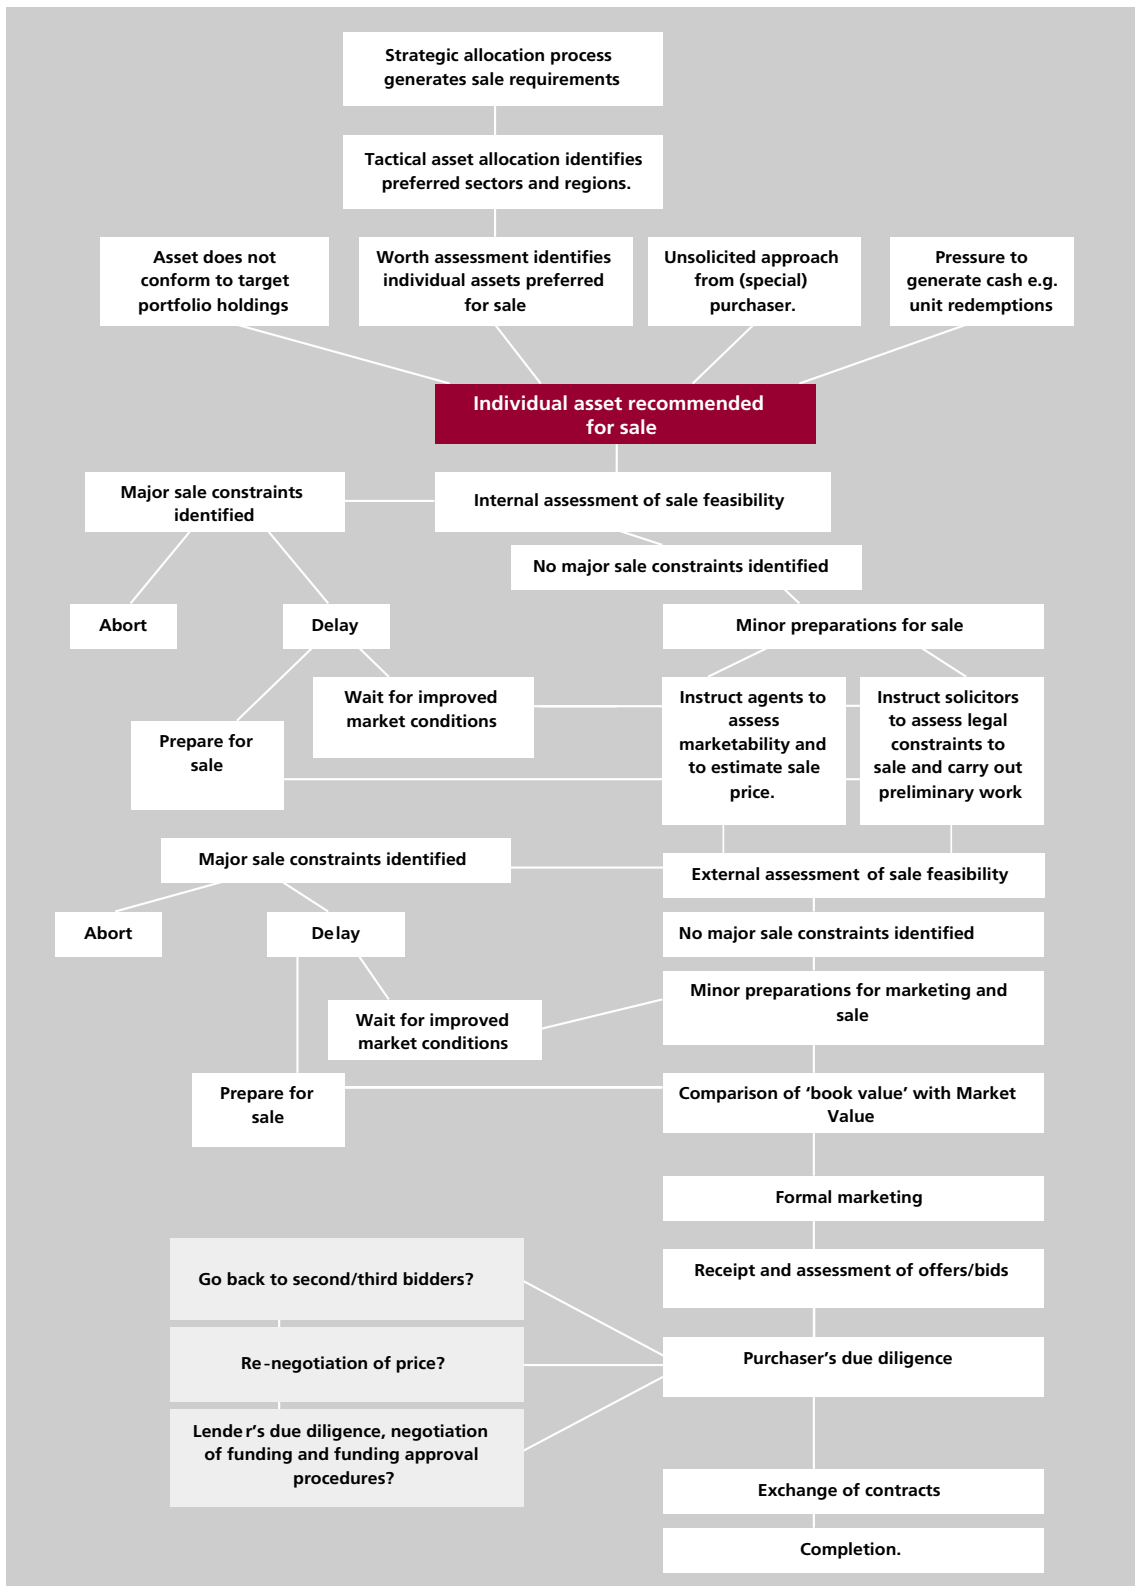 Strategic allocation process
generates sale requirements
Tactical asset allocation identifies
preferred sectors and regions.
Asset does not
conform to target
portfolio holdings
Worth assessment identifies
individual assets preferred
for sale
Unsolicited approach
from (special)
purchaser.
Pressure to
generate cash e.g.
unit redemptions
Individual asset recommended
for sale
Major sale constraints
identified
Internal assessment of sale feasibility
No major sale constraints identified
Abort
Delay
Minor preparations for sale
Wait for improved
market conditions
Instruct agents to
assess
marketability and
to estimate sale
price.
Instruct solicitors
to assess legal
constraints to
sale and carry out
preliminary work
Prepare for
sale
Major sale constraints identified
External assessment of sale feasibility
Abort
Delay
No major sale constraints identified
Minor preparations for marketing and
sale
Wait for improved
market conditions
Prepare for
sale
Comparison of ‘book value’ with Market
Value
Formal marketing
Receipt and assessment of offers/bids
Go back to second/third bidders?
Re-negotiation of price?
Purchaser’s due diligence
Lender’s due diligence, negotiation
of funding and funding approval
procedures?
Exchange of contracts
Completion.